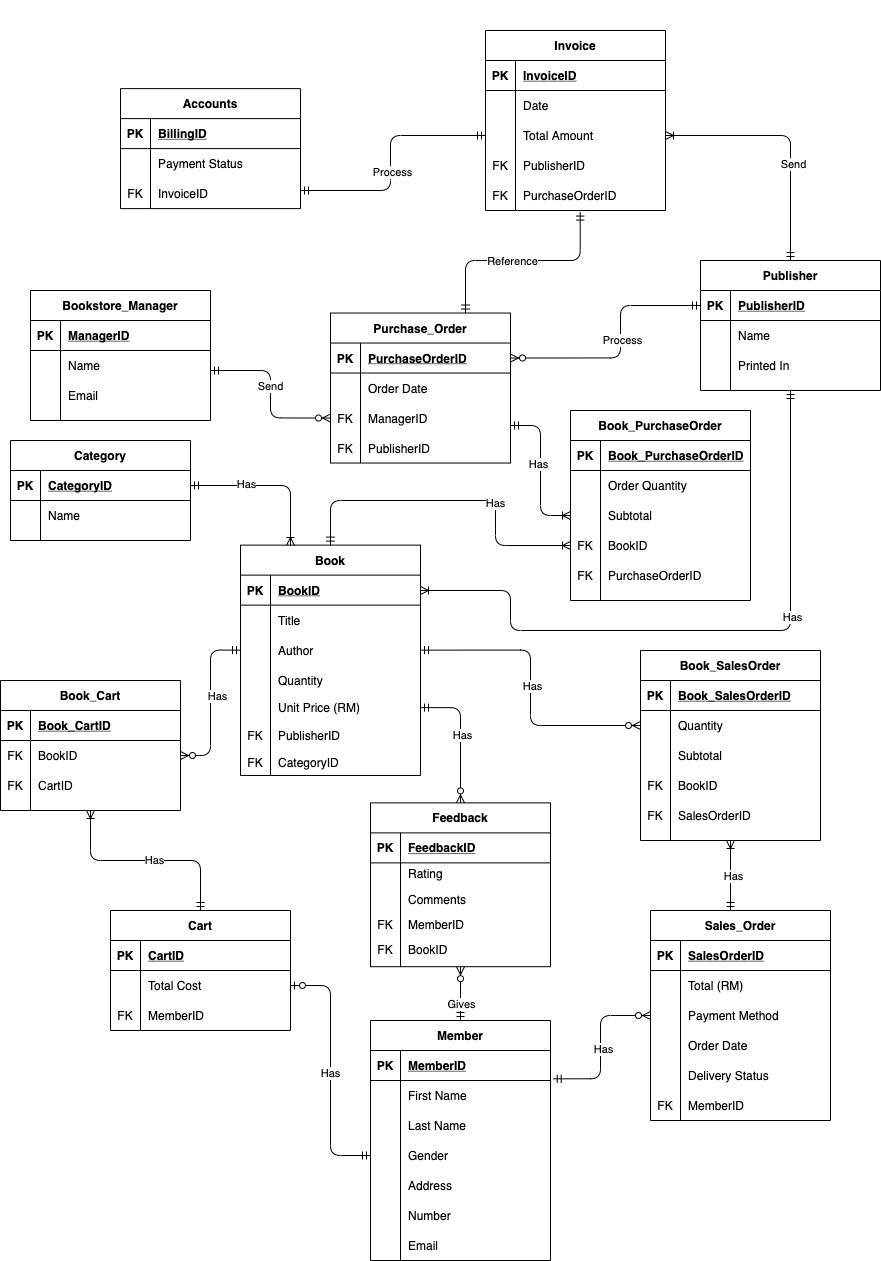 Invoice
PK InvoiceID
Date
Total Amount
FK PublisherID
FK PurchaseOrderID
Accounts
PK BillingID
Payment Status
FK InvoiceID
Process
Send
Reference
Publisher
PK PublisherID
Name
Printed In
Bookstore_Manager
PK ManagerID
Name
Email
Send
Purchase_Order
PK PurchaseOrderID
Order Date
FK ManagerID
FK PublisherID
Process
Book_PurchaseOrder
PK Book_PurchaseOrderID
Order Quantity
Subtotal
FK BookID
FK PurchaseOrderID
Has
Has
Category
PK CategoryID
Name
Has
Book
PK BookID
Title
Author
Quantity
Unit Price (RM)
FK PublisherID
FK CategoryID
Has
Book_Cart
PK Book_CartID
FK BookID
FK CartID
Has
Has
Has
Book_SalesOrder
PK Book_SalesOrderID
Quantity
Subtotal
FK BookID
FK SalesOrderID
Feedback
PK FeedbackID
Rating
Comments
FK MemberID
FK BookID
Has
Has
Cart
PK CartID
Total Cost
FK MemberID
Sales_Order
PK SalesOrderID
Total (RM)
Payment Method
Order Date
Delivery Status
FK MemberID
Gives
Has
Has
Member
PK MemberID
First Name
Last Name
Gender
Address
Number
Email